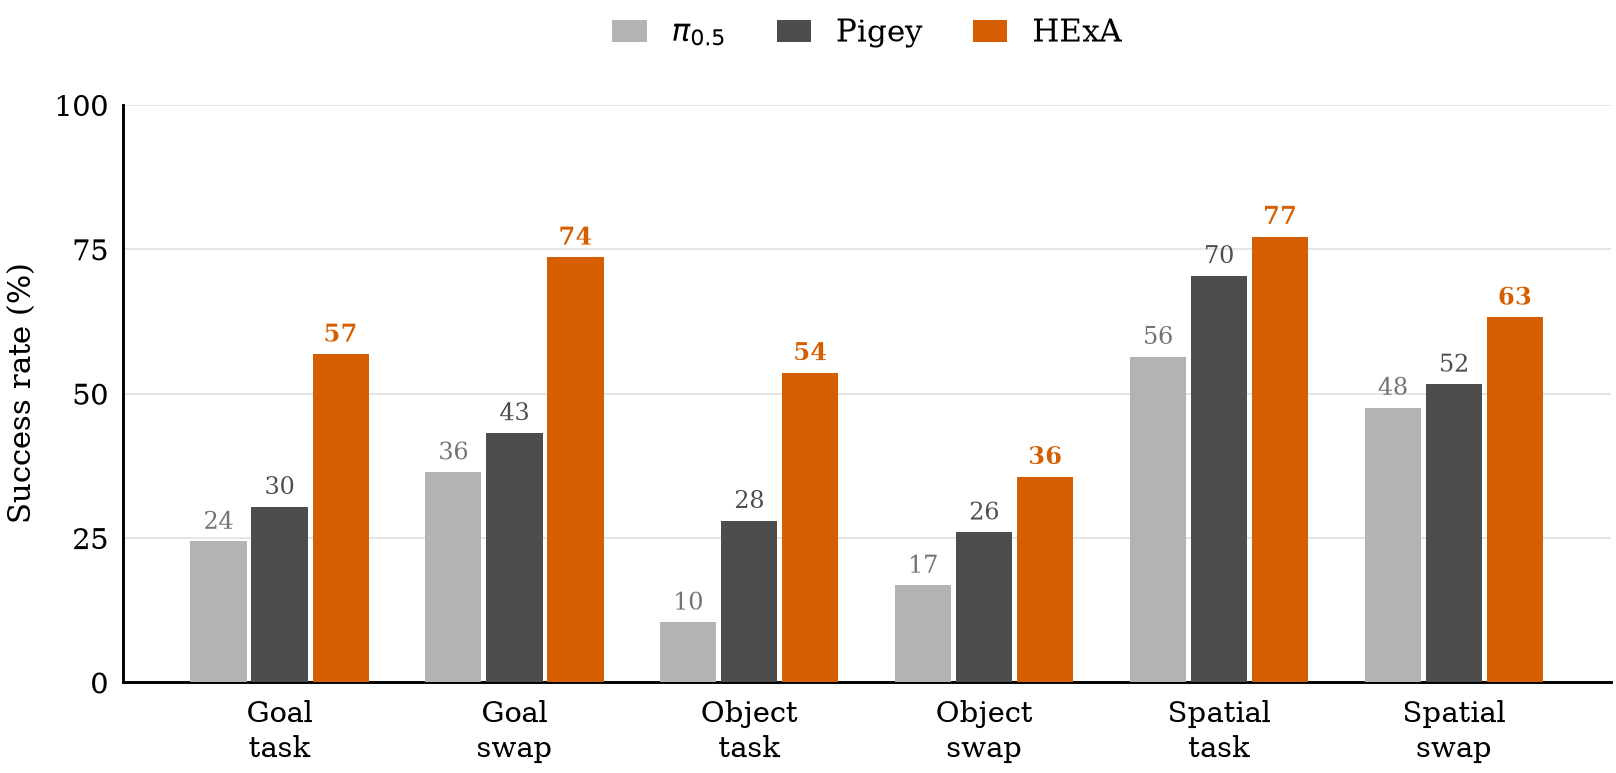 π0.5 Pigey HExA
Success rate (%)
100
75
50
25
0
24 30 57
36 43 74
10 28 54
17 26 36
56 70 77
48 52 63
Goal task
Goal swap
Object task
Object swap
Spatial task
Spatial swap